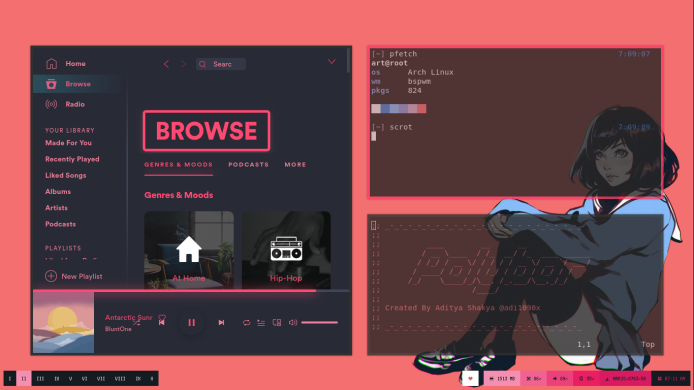 Home
Searc
Browse
Radio
BROWSE
YOUR LIBRARY
Made For You
Recently Played
Liked Songs
Albums
Artists
Podcasts
PLAYLISTS
New Playlist
GENRES & MOODS PODCASTS MORE
Genres & Moods
At Home
Hip-Hop
Antarctic Sunr
BluntOne
[~] pfetch 7:09:07
art@root
os Arch Linux
wm bspwm
pkgs 824
[~] scrot 7:09:09
Created By Aditya Shakya @adi1090x
1,1 Top
I II III IV V VI VII VIII IX X